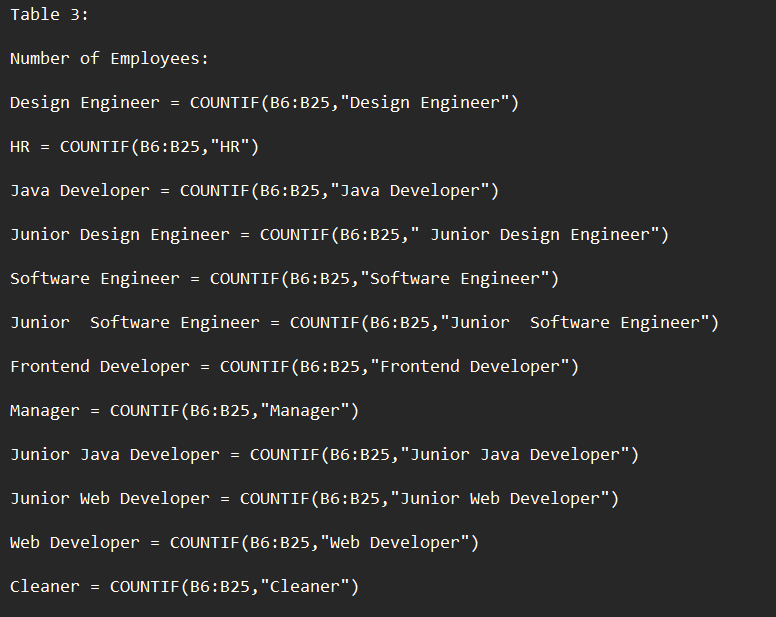 Table 3:
Number of Employees:
Design Engineer = COUNTIF(B6:B25,"Design Engineer")
HR = COUNTIF(B6:B25,"HR")
Java Developer = COUNTIF(B6:B25,"Java Developer")
Junior Design Engineer = COUNTIF(B6:B25," Junior Design Engineer")
Software Engineer = COUNTIF(B6:B25,"Software Engineer")
Junior  Software Engineer = COUNTIF(B6:B25,"Junior  Software Engineer")
Frontend Developer = COUNTIF(B6:B25,"Frontend Developer")
Manager = COUNTIF(B6:B25,"Manager")
Junior Java Developer = COUNTIF(B6:B25,"Junior Java Developer")
Junior Web Developer = COUNTIF(B6:B25,"Junior Web Developer")
Web Developer = COUNTIF(B6:B25,"Web Developer")
Cleaner = COUNTIF(B6:B25,"Cleaner")